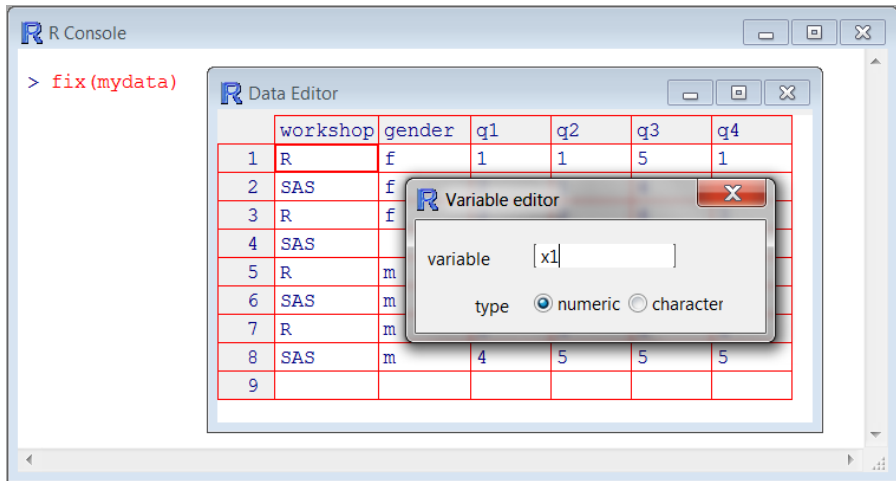 R Console
> fix(mydata)
Data Editor
workshop gender q1 q2 q3 q4
1 R f 1 1 5 1
2 SAS f
3 R f
4 SAS
5 R m
6 SAS m
7 R m
8 SAS m 4 5 5 5
9
Variable editor
variable x1
type numeric character